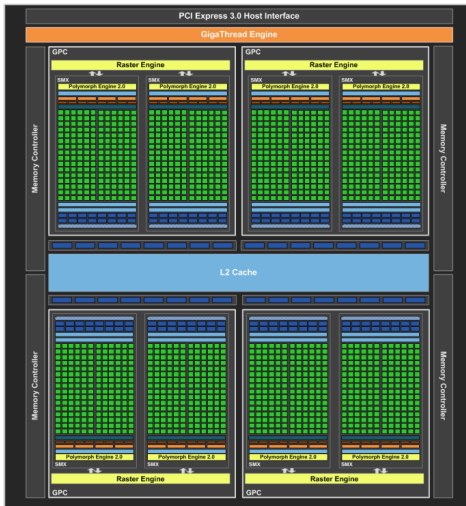 PCI Express 3.0 Host Interface
GigaThread Engine
GPC
GPC
Raster Engine
Raster Engine
SMX
SMX
SMX
SMX
Polymorph Engine 2.0
Polymorph Engine 2.0
Polymorph Engine 2.0
Polymorph Engine 2.0
Memory Controller
Memory Controller
L2 Cache
Memory Controller
Memory Controller
Polymorph Engine 2.0
Polymorph Engine 2.0
Polymorph Engine 2.0
Polymorph Engine 2.0
SMX
SMX
SMX
SMX
Raster Engine
Raster Engine
GPC
GPC